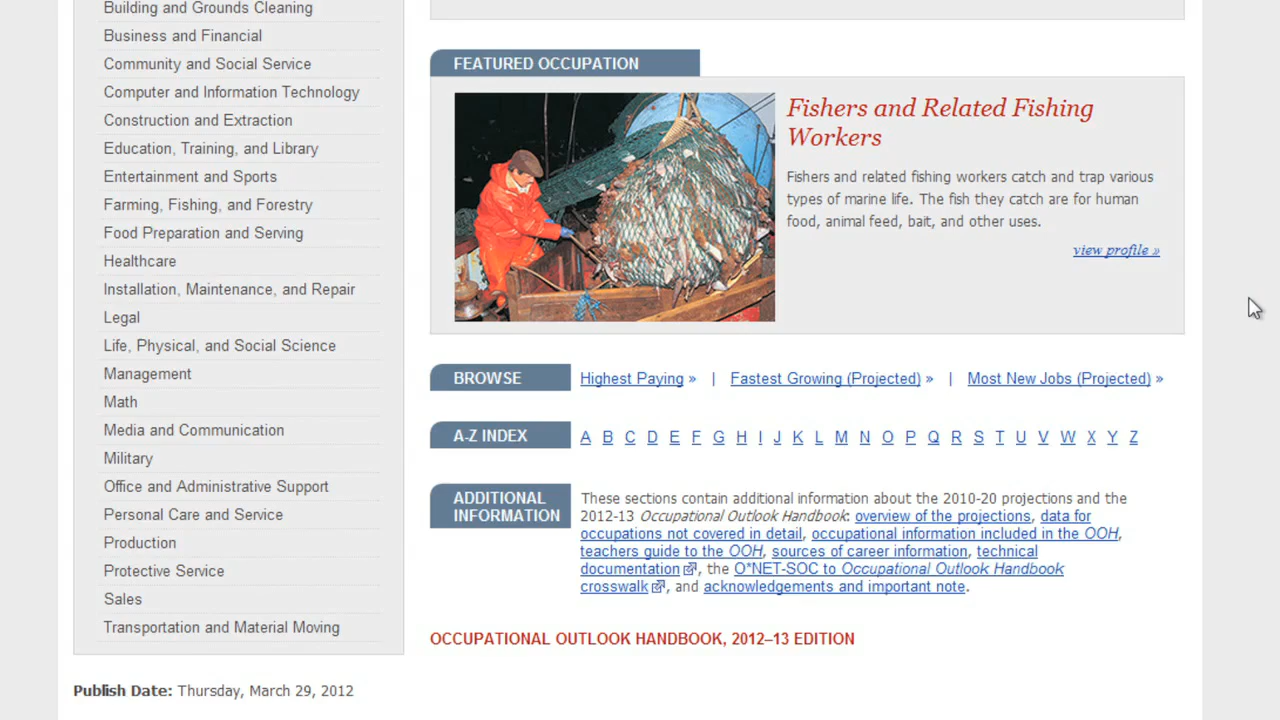 Building and Grounds Cleaning
Business and Financial
Community and Social Service
Computer and Information Technology
Construction and Extraction
Education, Training, and Library
Entertainment and Sports
Farming, Fishing, and Forestry
Food Preparation and Serving
Healthcare
Installation, Maintenance, and Repair
Legal
Life, Physical, and Social Science
Management
Math
Media and Communication
Military
Office and Administrative Support
Personal Care and Service
Production
Protective Service
Sales
Transportation and Material Moving
Publish Date: Thursday, March 29, 2012
FEATURED OCCUPATION
Fishers and Related Fishing
Workers
Fishers and related fishing workers catch and trap various
types of marine life. The fish they catch are for human
food, animal feed, bait, and other uses.
view profile »
BROWSE Highest Paying » | Fastest Growing (Projected) » | Most New Jobs (Projected) »
A-Z INDEX A B C D E F G H I J K L M N O P Q R S T U V W X Y Z
ADDITIONAL
INFORMATION
These sections contain additional information about the 2010-20 projections and the
2012-13 Occupational Outlook Handbook: overview of the projections, data for
occupations not covered in detail, occupational information included in the OOH,
teachers guide to the OOH, sources of career information, technical
documentation, the O*NET-SOC to Occupational Outlook Handbook
crosswalk, and acknowledgements and important note.
OCCUPATIONAL OUTLOOK HANDBOOK, 2012–13 EDITION